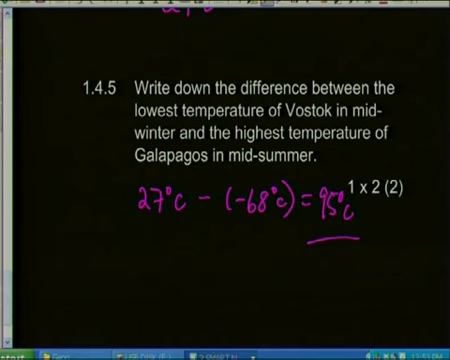 1.4.5 Write down the difference between the
lowest temperature of Vostok in mid-
winter and the highest temperature of
Galapagos in mid-summer.
1 x 2 (2)
27°C - (-68°C) = 95°C